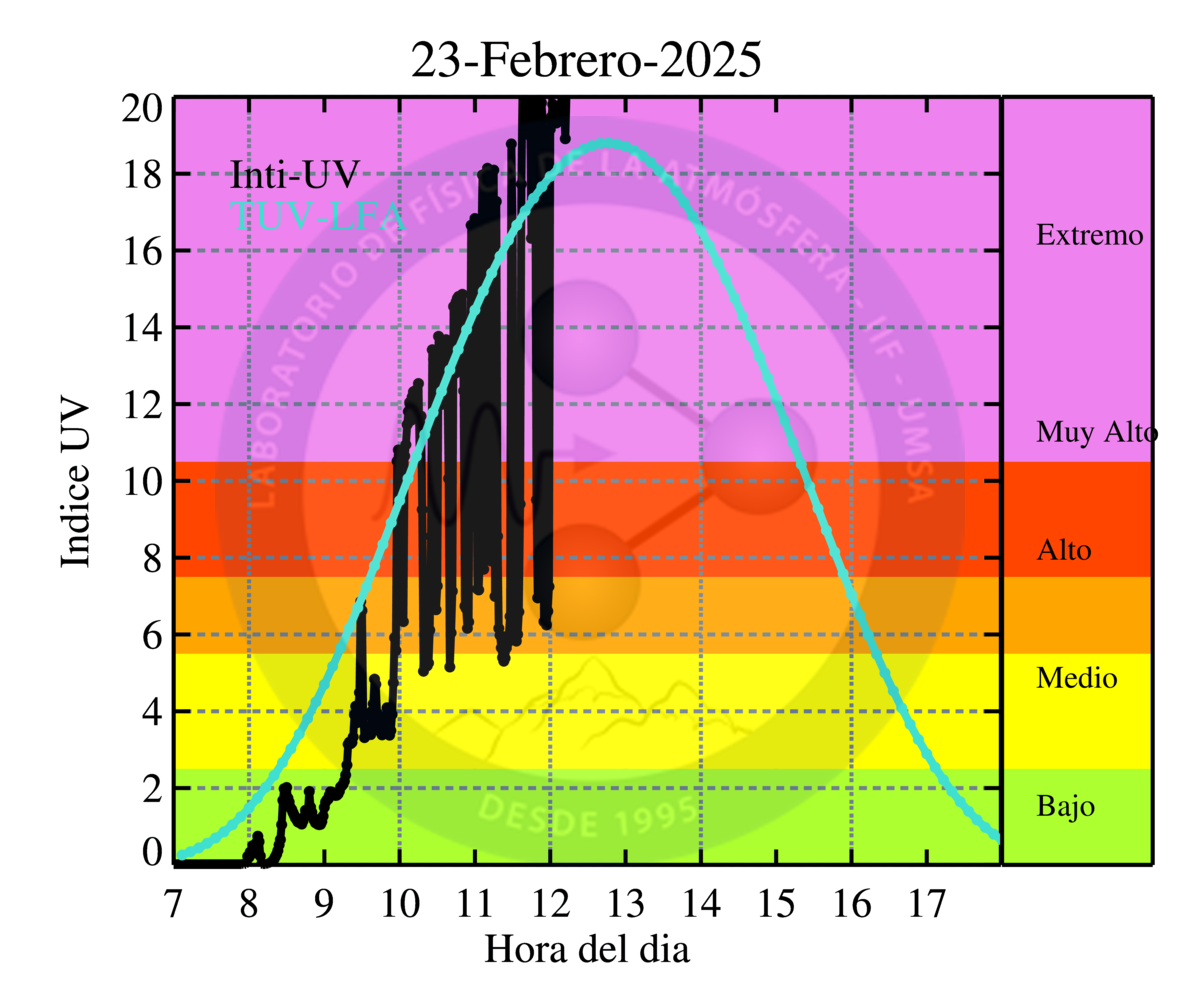 23-Febrero-2025
Indice UV
20
18
16
14
12
10
8
6
4
2
0
Inti-UV
TUV-LFA
LABORATORIO DE FÍSICA DE LA ATMÓSFERA - IIF - UMSA
DESDE 1995
Extremo
Muy Alto
Alto
Medio
Bajo
7 8 9 10 11 12 13 14 15 16 17
Hora del dia